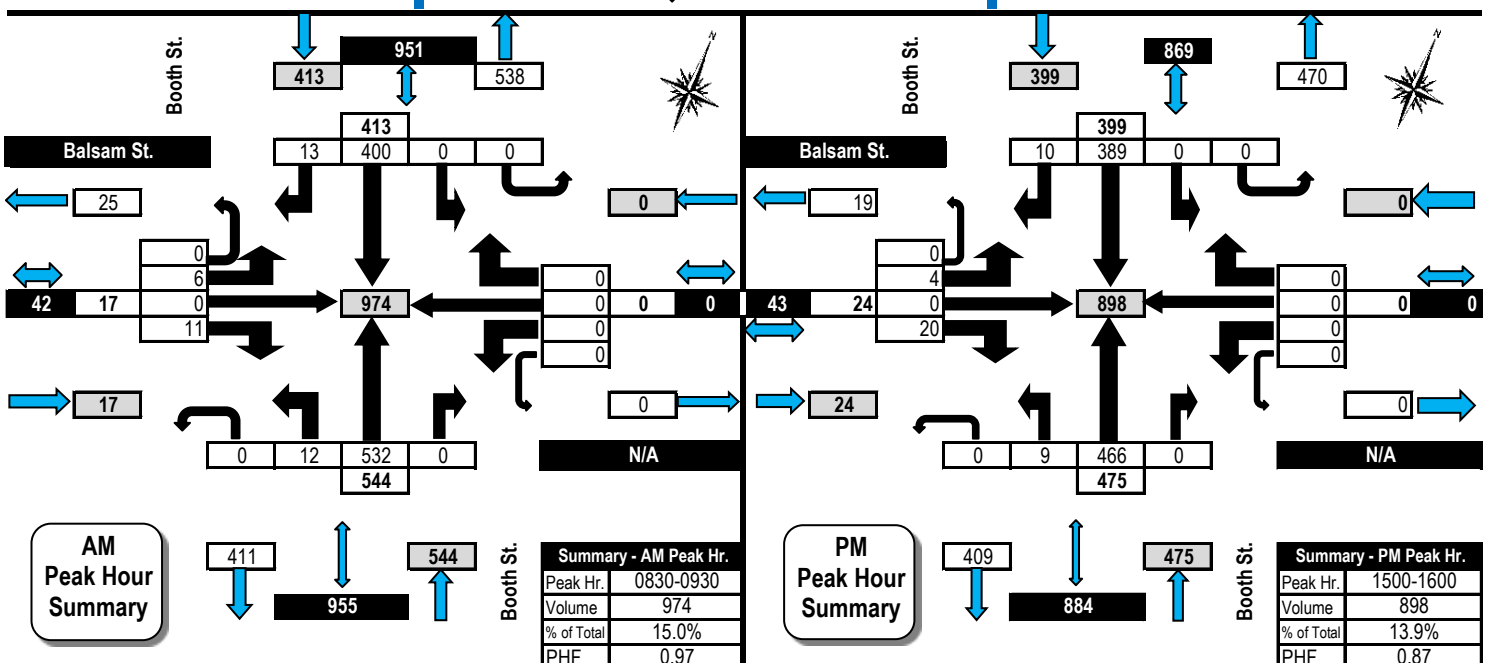 Booth St.
951
413
538
N
413
13 400 0 0
Balsam St.
25
0
0
6
0
11
42 17
974
0
0
0
0
0 0
17
0
0 12 532 0
544
N/A
AM
Peak Hour
Summary
411
544
955
Booth St.
Summary - AM Peak Hr.
Peak Hr. 0830-0930
Volume 974
% of Total 15.0%
PHF 0.97
Booth St.
869
399
470
N
399
10 389 0 0
Balsam St.
19
0
0
4
0
20
43 24
898
0
0
0
0
0 0
24
0
0 9 466 0
475
N/A
PM
Peak Hour
Summary
409
475
884
Booth St.
Summary - PM Peak Hr.
Peak Hr. 1500-1600
Volume 898
% of Total 13.9%
PHF 0.87